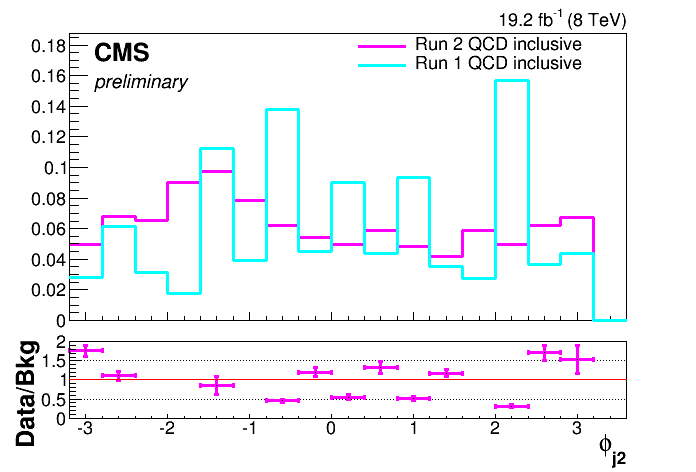 19.2 fb⁻¹ (8 TeV)
CMS
preliminary
Run 2 QCD inclusive
Run 1 QCD inclusive
0.18
0.16
0.14
0.12
0.1
0.08
0.06
0.04
0.02
0
Data/Bkg
2
1.5
1
0.5
0
-3 -2 -1 0 1 2 3
ϕj2